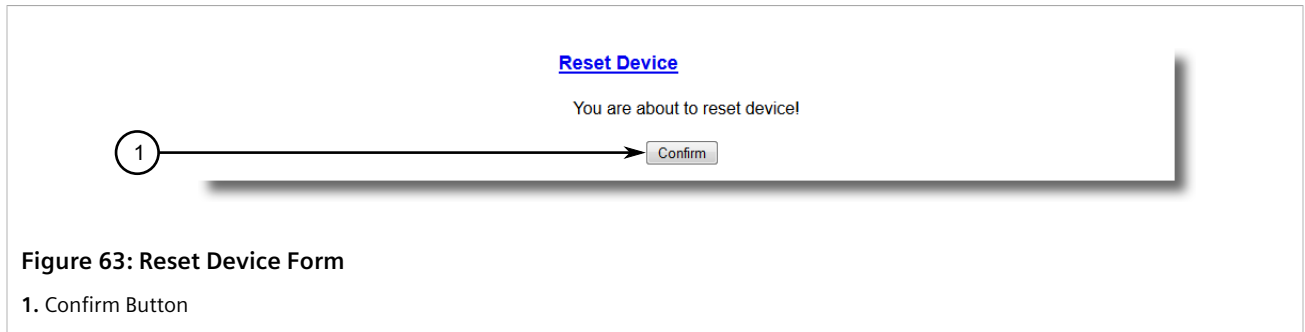 Reset Device
You are about to reset device!
1
Confirm
Figure 63: Reset Device Form
1. Confirm Button